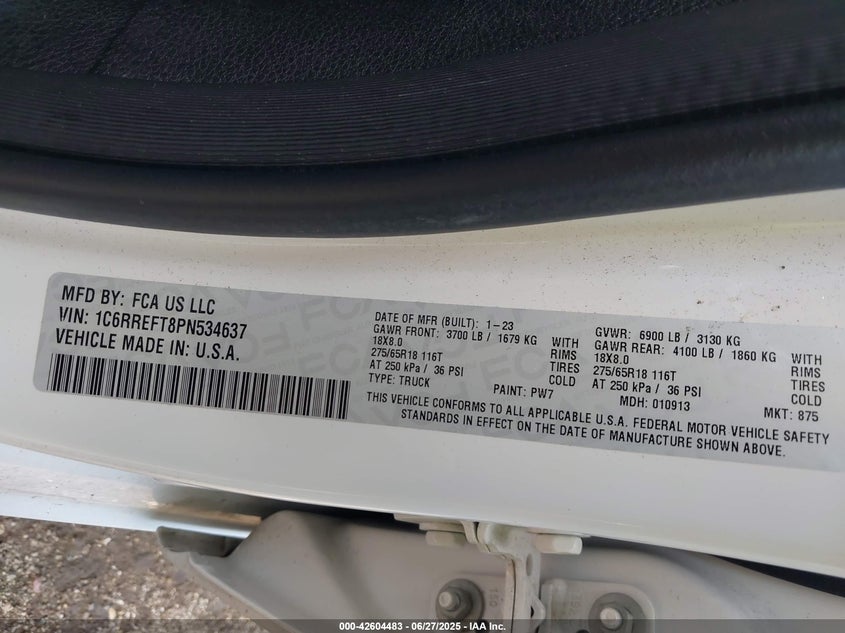 MFD BY: FCA US LLC
VIN: 1C6RREFT8PN534637
VEHICLE MADE IN: U.S.A.
DATE OF MFR (BUILT): 1-23
GAWR FRONT: 3700 LB / 1679 KG WITH
18X8.0 RIMS
275/65R18 116T TIRES
AT 250 kPa / 36 PSI COLD
TYPE: TRUCK PAINT: PW7
GVWR: 6900 LB / 3130 KG
GAWR REAR: 4100 LB / 1860 KG WITH
18X8.0 RIMS
275/65R18 116T TIRES
AT 250 kPa / 36 PSI COLD
MDH: 010913 MKT: 875
THIS VEHICLE CONFORMS TO ALL APPLICABLE U.S.A. FEDERAL MOTOR VEHICLE SAFETY
STANDARDS IN EFFECT ON THE DATE OF MANUFACTURE SHOWN ABOVE.
000-42604483 - 06/27/2025 - IAA Inc.